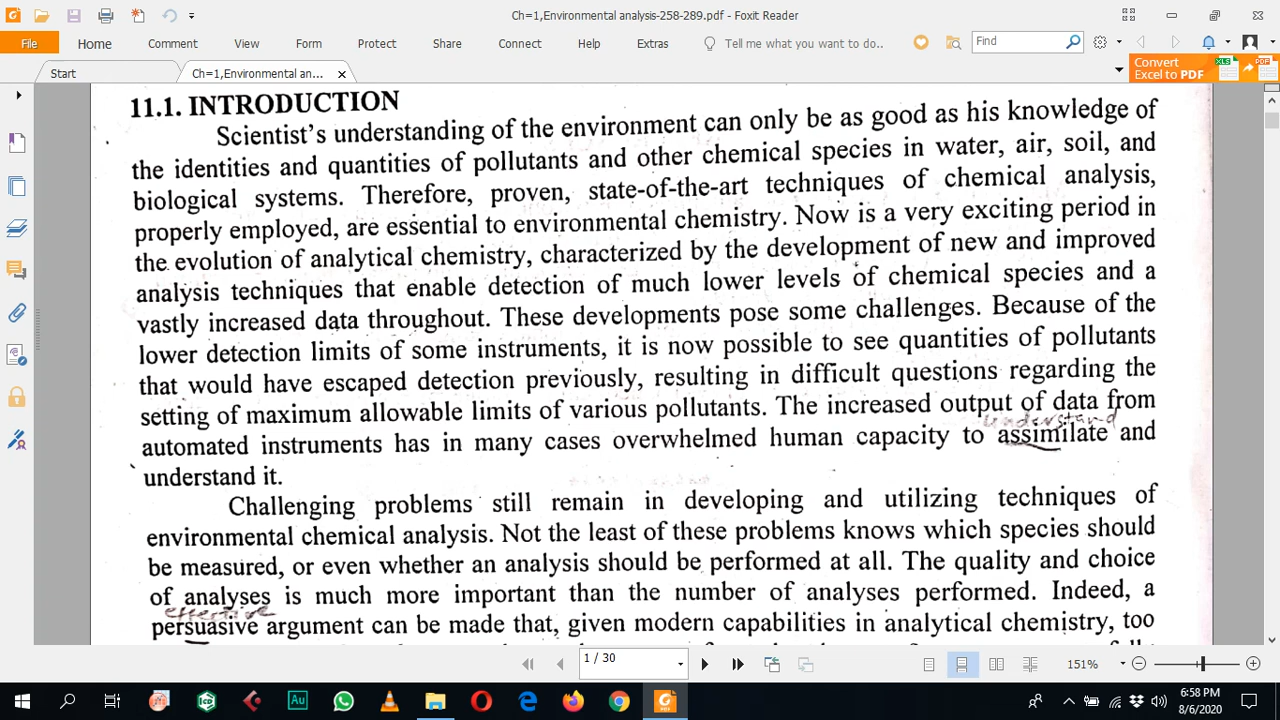 Ch=1,Environmental analysis-258-289.pdf - Foxit Reader
File Home Comment View Form Protect Share Connect Help Extras Tell me what you want to do.. Find
Start Ch=1,Environmental an... Convert Excel to PDF
11.1. INTRODUCTION
Scientist's understanding of the environment can only be as good as his knowledge of
the identities and quantities of pollutants and other chemical species in water, air, soil, and
biological systems. Therefore, proven, state-of-the-art techniques of chemical analysis,
properly employed, are essential to environmental chemistry. Now is a very exciting period in
the evolution of analytical chemistry, characterized by the development of new and improved
analysis techniques that enable detection of much lower levels of chemical species and a
vastly increased data throughout. These developments pose some challenges. Because of the
lower detection limits of some instruments, it is now possible to see quantities of pollutants
that would have escaped detection previously, resulting in difficult questions regarding the
setting of maximum allowable limits of various pollutants. The increased output of data from
understand
automated instruments has in many cases overwhelmed human capacity to assimilate and
understand it.
Challenging problems still remain in developing and utilizing techniques of
environmental chemical analysis. Not the least of these problems knows which species should
be measured, or even whether an analysis should be performed at all. The quality and choice
of analyses is much more important than the number of analyses performed. Indeed, a
effective
persuasive argument can be made that, given modern capabilities in analytical chemistry, too
1 / 30
151%
6:58 PM
8/6/2020